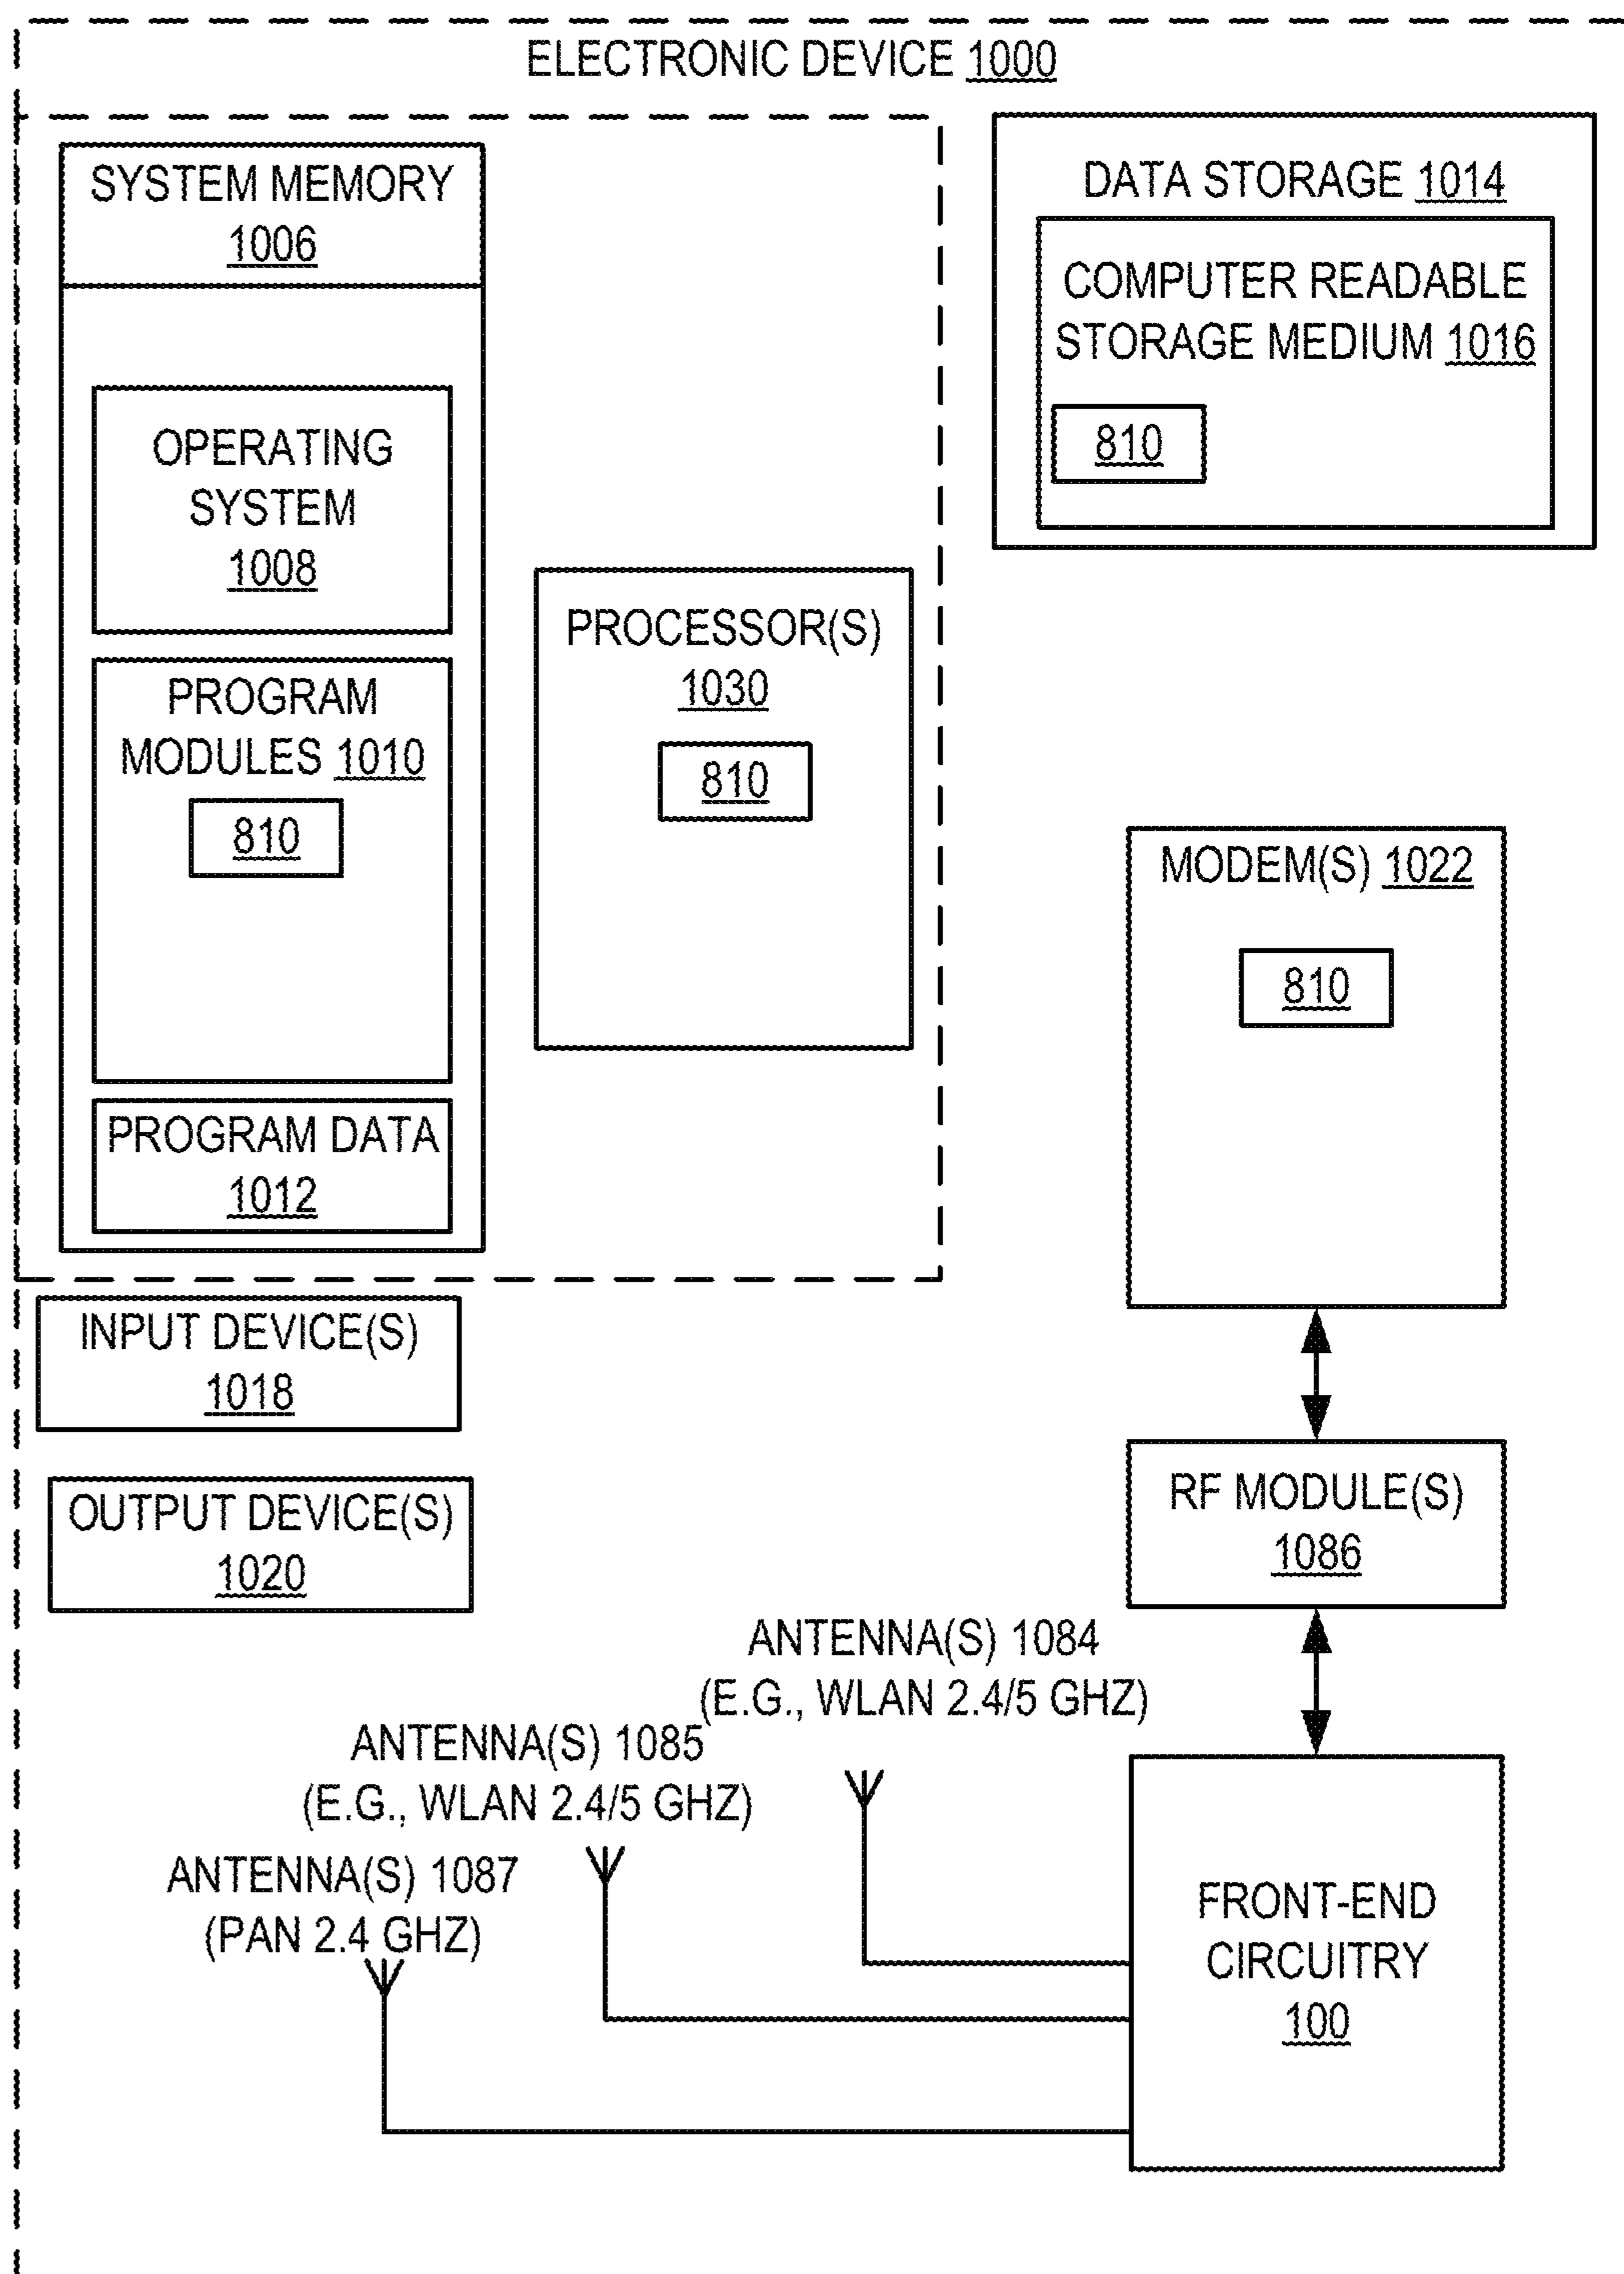 ELECTRONIC DEVICE 1000
SYSTEM MEMORY
1006
OPERATING
SYSTEM
1008
PROGRAM
MODULES 1010
810
PROGRAM DATA
1012
PROCESSOR(S)
1030
810
DATA STORAGE 1014
COMPUTER READABLE
STORAGE MEDIUM 1016
810
MODEM(S) 1022
810
INPUT DEVICE(S)
1018
OUTPUT DEVICE(S)
1020
RF MODULE(S)
1086
ANTENNA(S) 1084
(E.G., WLAN 2.4/5 GHZ)
ANTENNA(S) 1085
(E.G., WLAN 2.4/5 GHZ)
ANTENNA(S) 1087
(PAN 2.4 GHZ)
FRONT-END
CIRCUITRY
100